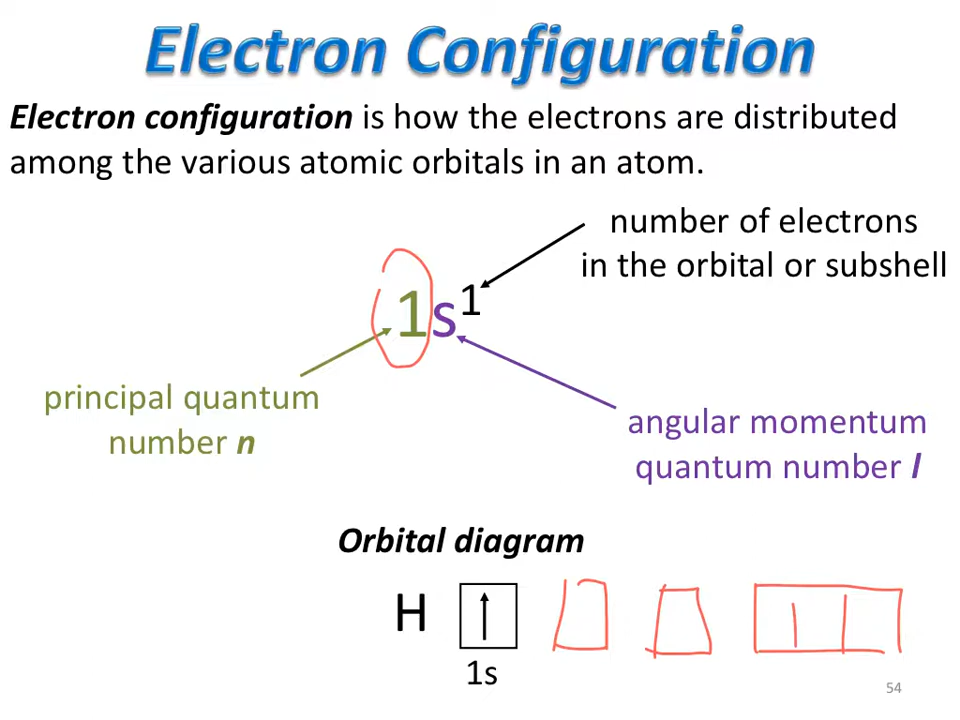 Electron Configuration
Electron configuration is how the electrons are distributed
among the various atomic orbitals in an atom.
number of electrons
in the orbital or subshell
1s1
principal quantum
number n
angular momentum
quantum number l
Orbital diagram
H
1s
54